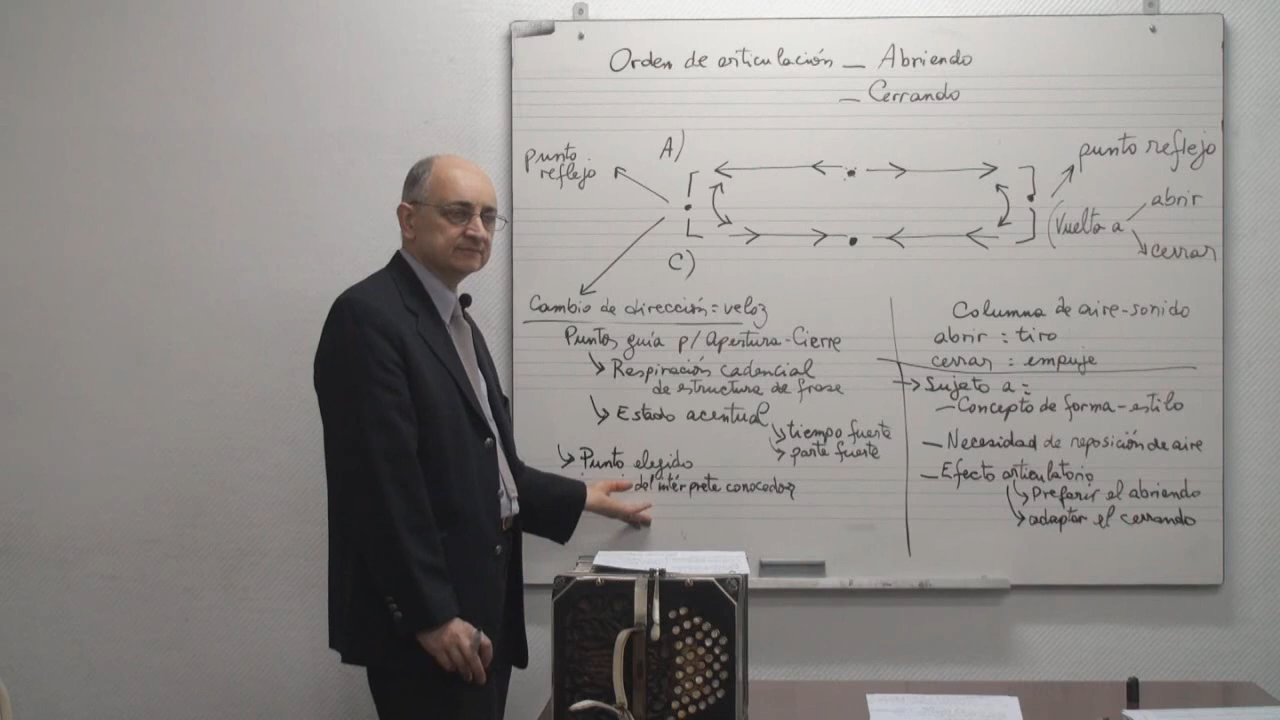 Orden de articulación — Abriendo
— Cerrando
A)
punto
reflejo
punto reflejo
(Vuelta a
abrir
cerrar
C)
Cambio de dirección = veloz
Puntos guía p/ Apertura-Cierre
Respiración cadencial
de estructura de frase
Estado acentual
tiempo fuerte
parte fuerte
Punto elegido
del intérprete conocedor
Columna de aire-sonido
abrir : tiro
cerrar : empuje
Sujeto a =
- Concepto de forma-estilo
- Necesidad de reposición de aire
- Efecto articulatorio
Preferir el abriendo
adaptar el cerrando